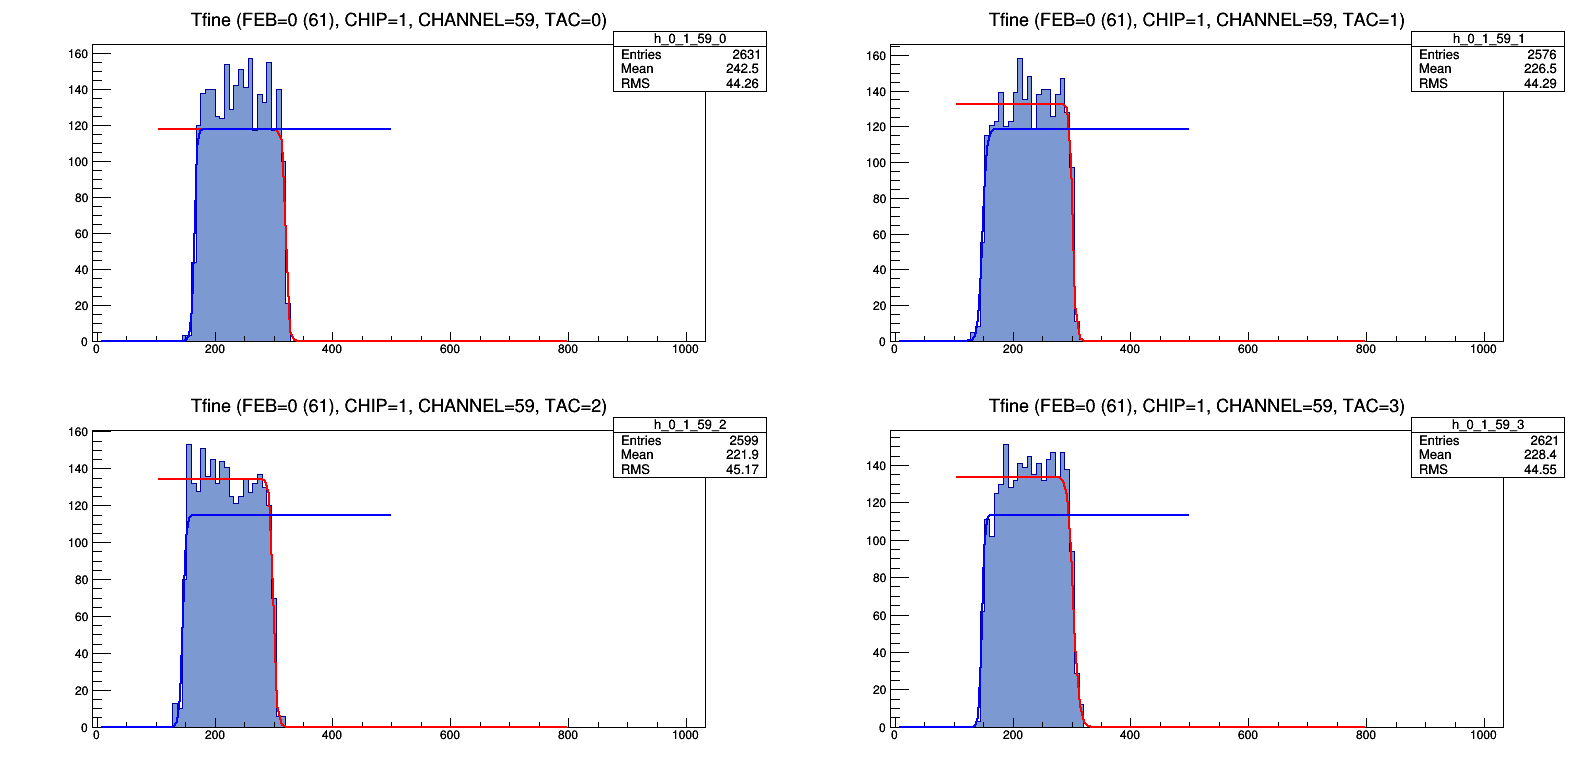 Tfine (FEB=0 (61), CHIP=1, CHANNEL=59, TAC=0)
h_0_1_59_0
Entries 2631
Mean 242.5
RMS 44.26
160
140
120
100
80
60
40
20
0
0 200 400 600 800 1000
Tfine (FEB=0 (61), CHIP=1, CHANNEL=59, TAC=1)
h_0_1_59_1
Entries 2576
Mean 226.5
RMS 44.29
160
140
120
100
80
60
40
20
0
0 200 400 600 800 1000
Tfine (FEB=0 (61), CHIP=1, CHANNEL=59, TAC=2)
h_0_1_59_2
Entries 2599
Mean 221.9
RMS 45.17
160
140
120
100
80
60
40
20
0
0 200 400 600 800 1000
Tfine (FEB=0 (61), CHIP=1, CHANNEL=59, TAC=3)
h_0_1_59_3
Entries 2621
Mean 228.4
RMS 44.55
140
120
100
80
60
40
20
0
0 200 400 600 800 1000